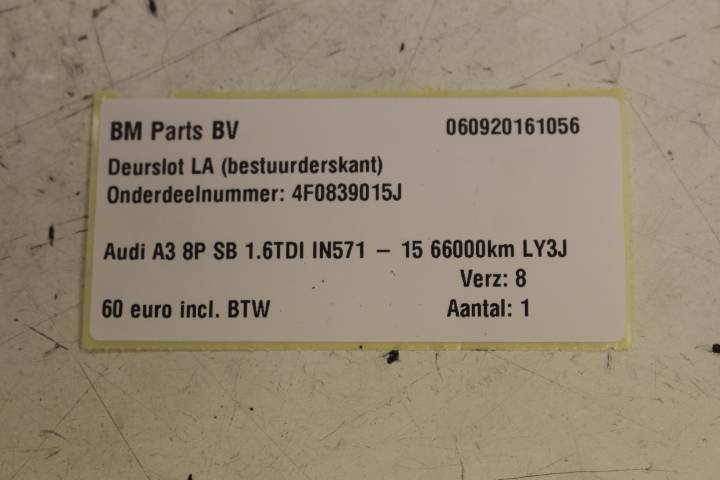 BM Parts BV 060920161056
Deurslot LA (bestuurderskant)
Onderdeelnummer: 4F0839015J
Audi A3 8P SB 1.6TDI IN571 – 15 66000km LY3J
Verz: 8
60 euro incl. BTW Aantal: 1